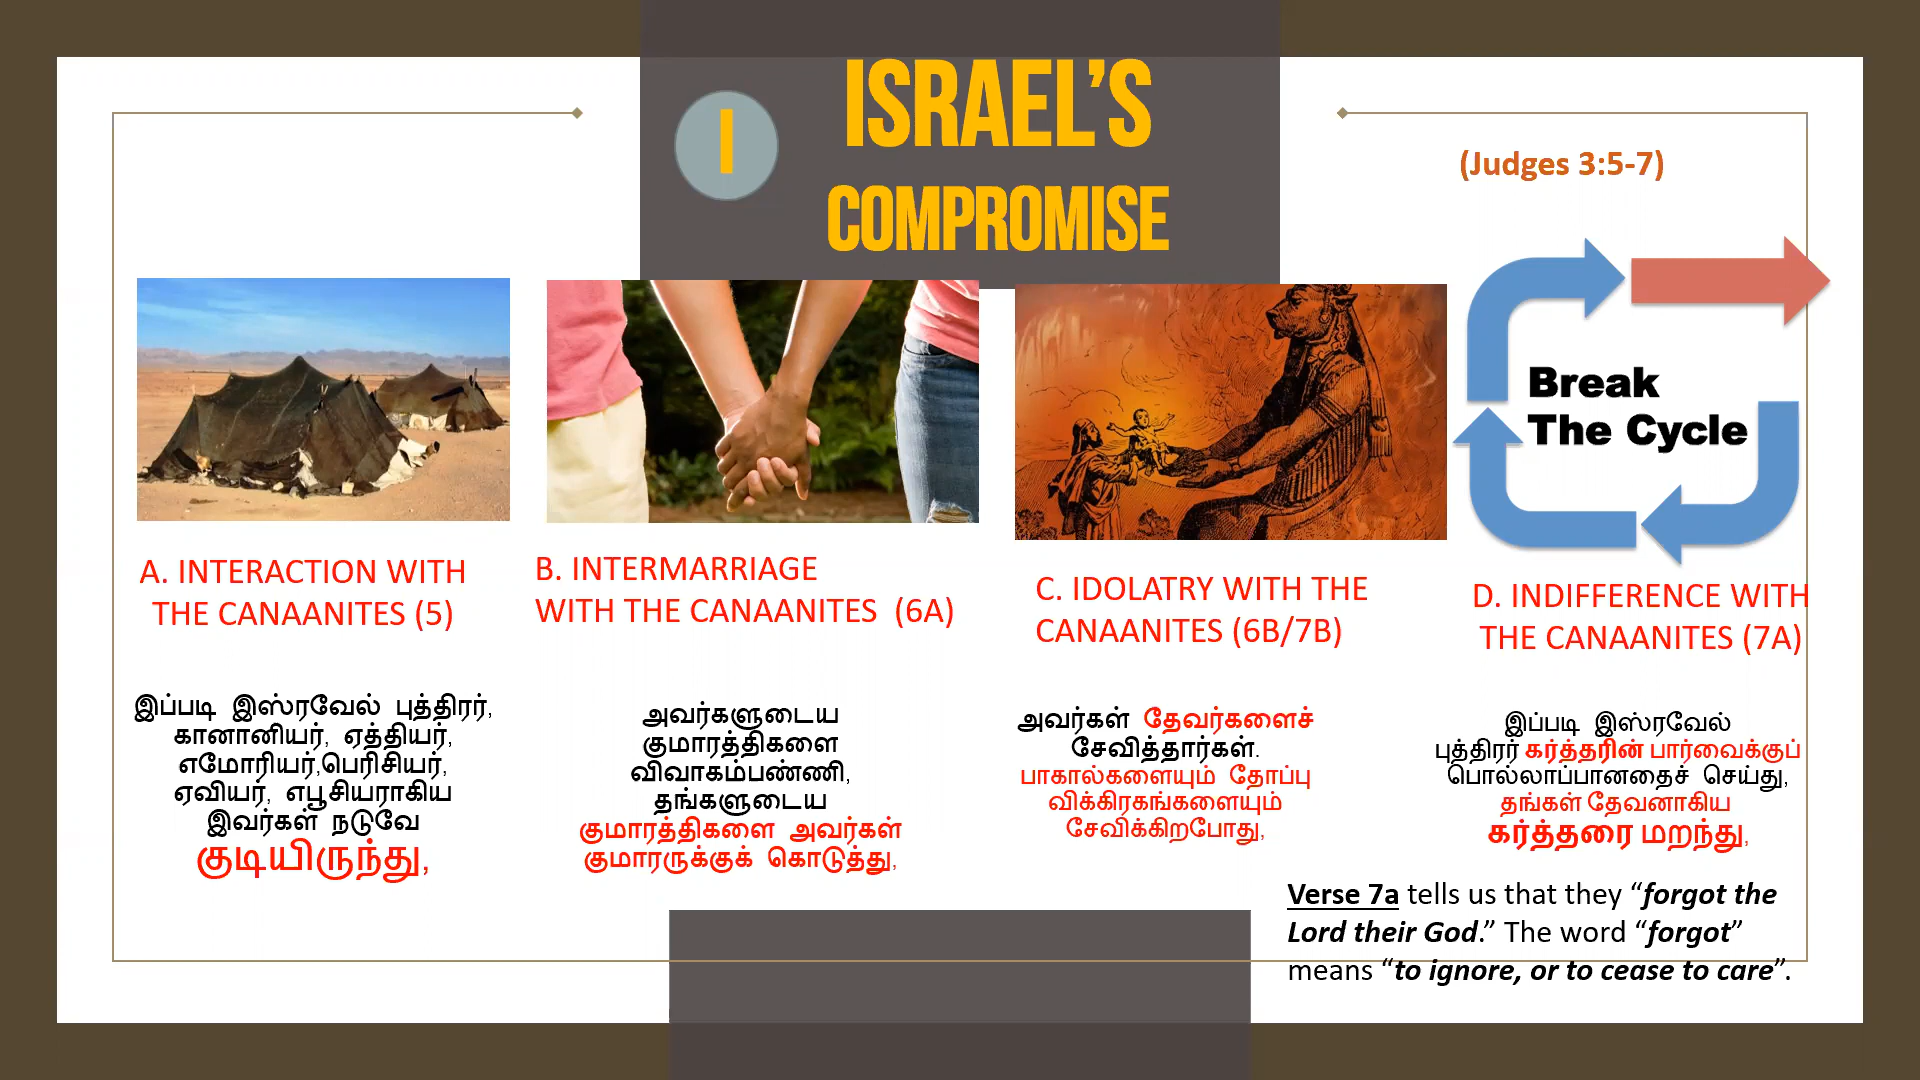 I
ISRAEL’S
COMPROMISE
(Judges 3:5-7)
Break
The Cycle
A. INTERACTION WITH
THE CANAANITES (5)
இப்படி இஸ்ரவேல் புத்திரர்,
கானானியர், ஏத்தியர்,
எமோரியர்,பெரிசியர்,
ஏவியர், எபூசியராகிய
இவர்கள் நடுவே
குடியிருந்து,
B. INTERMARRIAGE
WITH THE CANAANITES (6A)
அவர்களுடைய
குமாரத்திகளை
விவாகம்பண்ணி,
தங்களுடைய
குமாரத்திகளை அவர்கள்
குமாரருக்குக் கொடுத்து,
C. IDOLATRY WITH THE
CANAANITES (6B/7B)
அவர்கள் தேவர்களைச்
சேவித்தார்கள்.
பாகால்களையும் தோப்பு
விக்கிரகங்களையும்
சேவிக்கிறபோது,
D. INDIFFERENCE WITH
THE CANAANITES (7A)
இப்படி இஸ்ரவேல்
புத்திரர் கர்த்தரின் பார்வைக்குப்
பொல்லாப்பானதைச் செய்து,
தங்கள் தேவனாகிய
கர்த்தரை மறந்து,
Verse 7a tells us that they “forgot the
Lord their God.” The word “forgot”
means “to ignore, or to cease to care”.